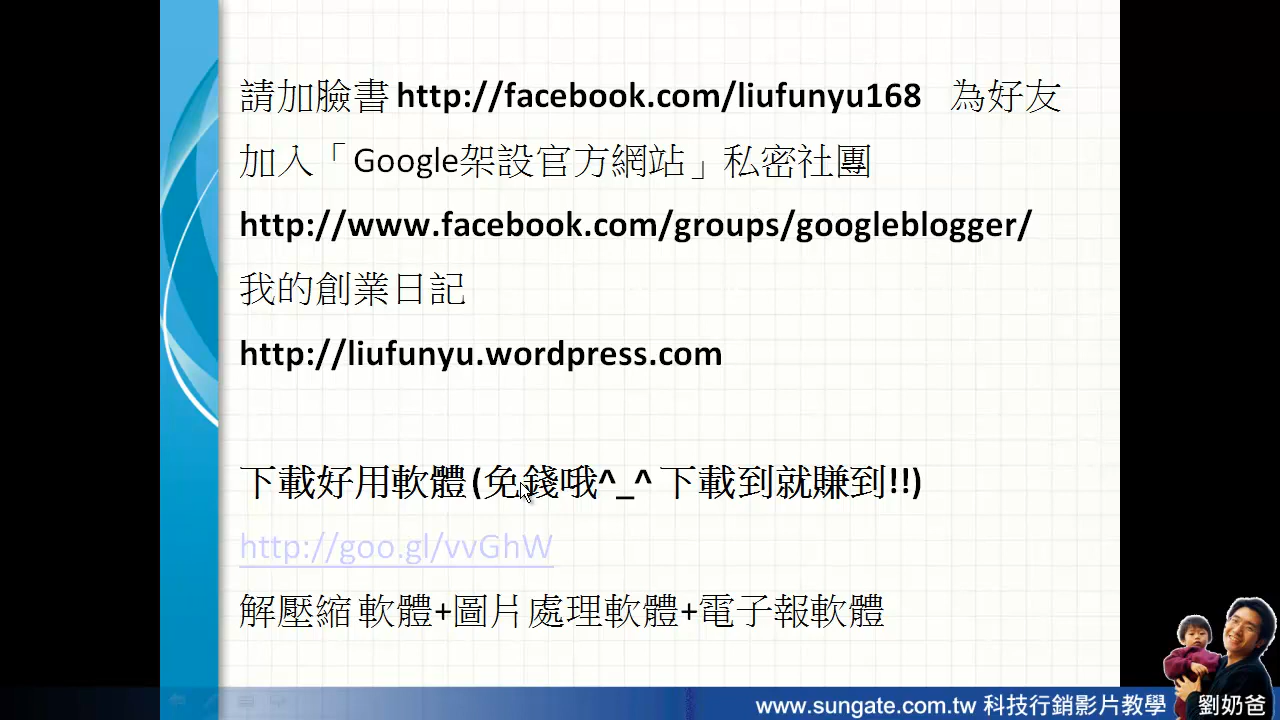 請加臉書 http://facebook.com/liufunyu168 為好友
加入「Google架設官方網站」私密社團
http://www.facebook.com/groups/googleblogger/
我的創業日記
http://liufunyu.wordpress.com
下載好用軟體(免錢哦^_^ 下載到就賺到!!)
http://goo.gl/vvGhW
解壓縮 軟體+圖片處理軟體+電子報軟體
www.sungate.com.tw 科技行銷影片教學 劉奶爸